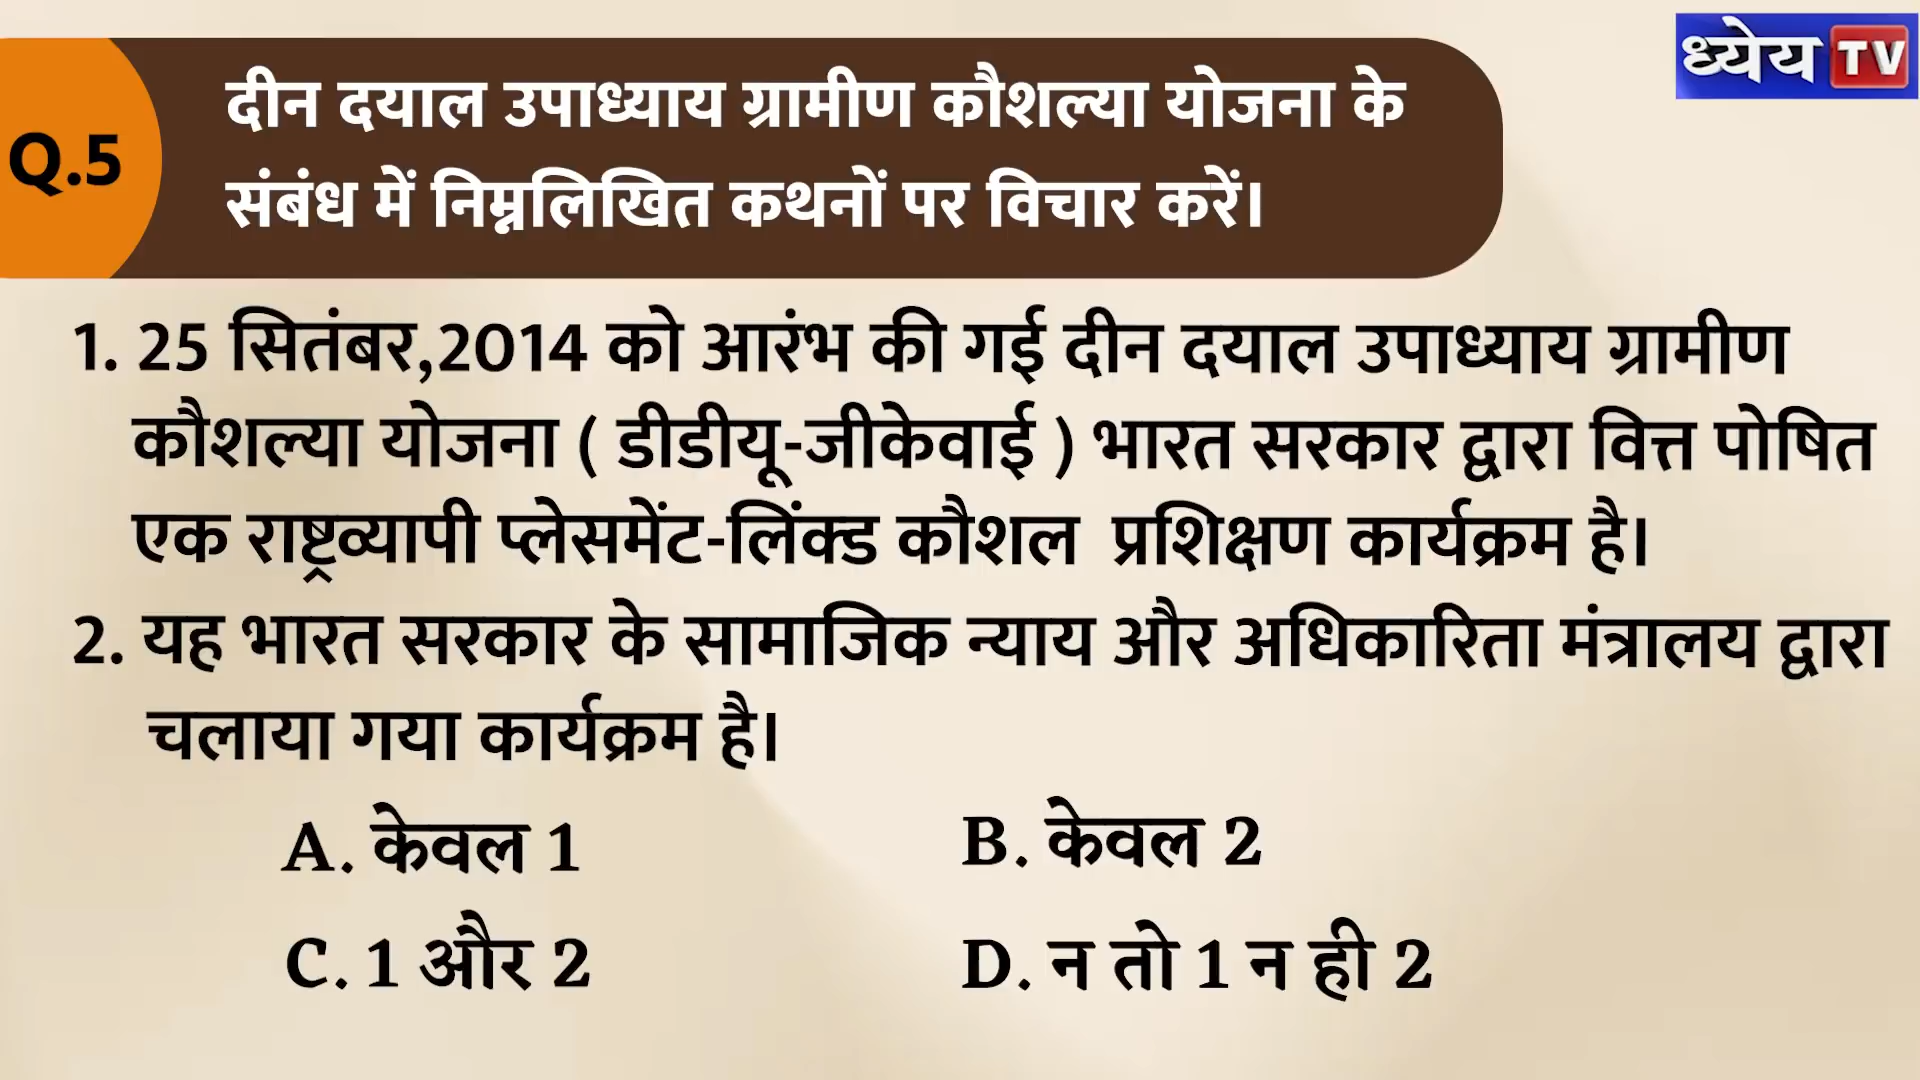 ध्येय TV
Q.5
दीन दयाल उपाध्याय ग्रामीण कौशल्या योजना के
संबंध में निम्नलिखित कथनों पर विचार करें।
1. 25 सितंबर,2014 को आरंभ की गई दीन दयाल उपाध्याय ग्रामीण
कौशल्या योजना ( डीडीयू-जीकेवाई ) भारत सरकार द्वारा वित्त पोषित
एक राष्ट्रव्यापी प्लेसमेंट-लिंक्ड कौशल प्रशिक्षण कार्यक्रम है।
2. यह भारत सरकार के सामाजिक न्याय और अधिकारिता मंत्रालय द्वारा
चलाया गया कार्यक्रम है।
A. केवल 1
B. केवल 2
C. 1 और 2
D. न तो 1 न ही 2